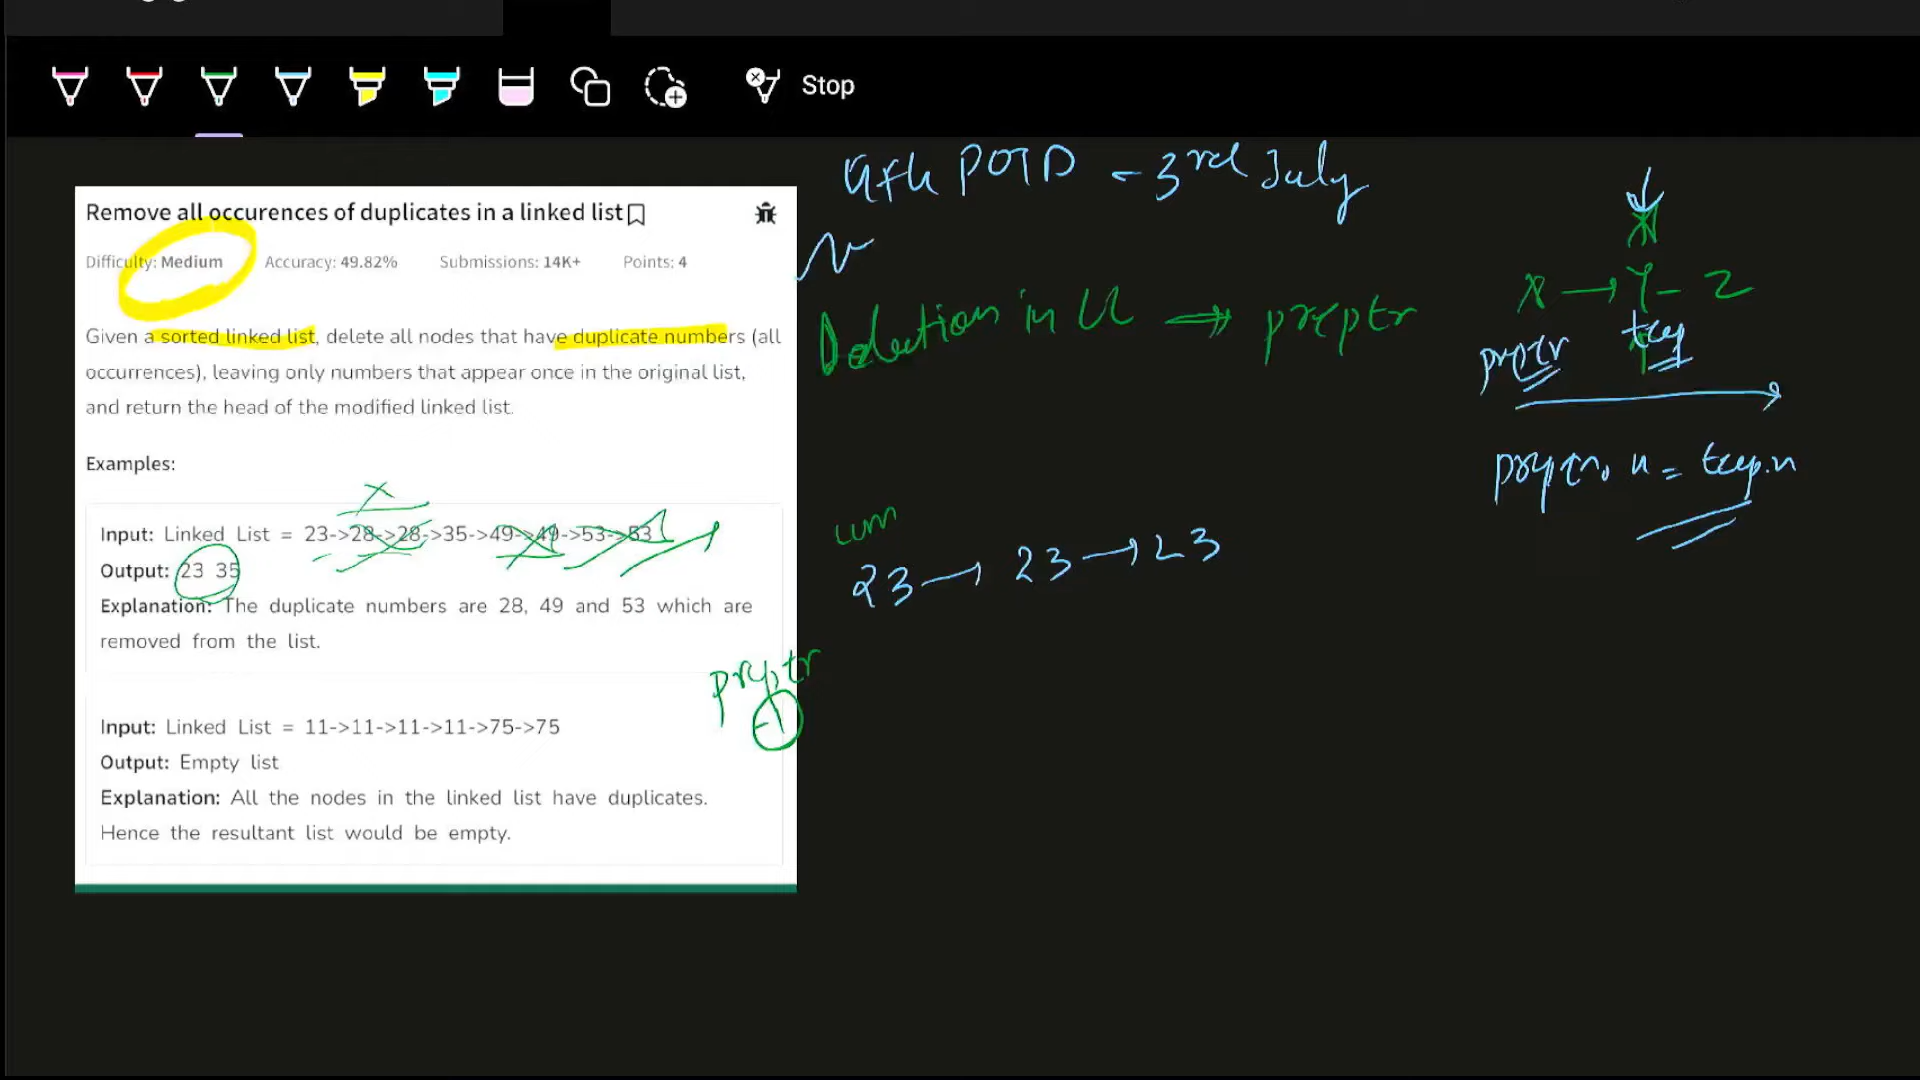 Stop
Remove all occurences of duplicates in a linked list
Difficulty: Medium Accuracy: 49.82% Submissions: 14K+ Points: 4
Given a sorted linked list, delete all nodes that have duplicate numbers (all
occurrences), leaving only numbers that appear once in the original list,
and return the head of the modified linked list.
Examples:
X
Input: Linked List = 23->28->28->35->49->49->53->53
Output: 23 35
Explanation: The duplicate numbers are 28, 49 and 53 which are
removed from the list.
Input: Linked List = 11->11->11->11->75->75
Output: Empty list
Explanation: All the nodes in the linked list have duplicates.
Hence the resultant list would be empty.
GfG POTD - 3rd July
Deletion in LL => preptr
X → Y - Z
preptr
-1
curr
23 → 23 → 23